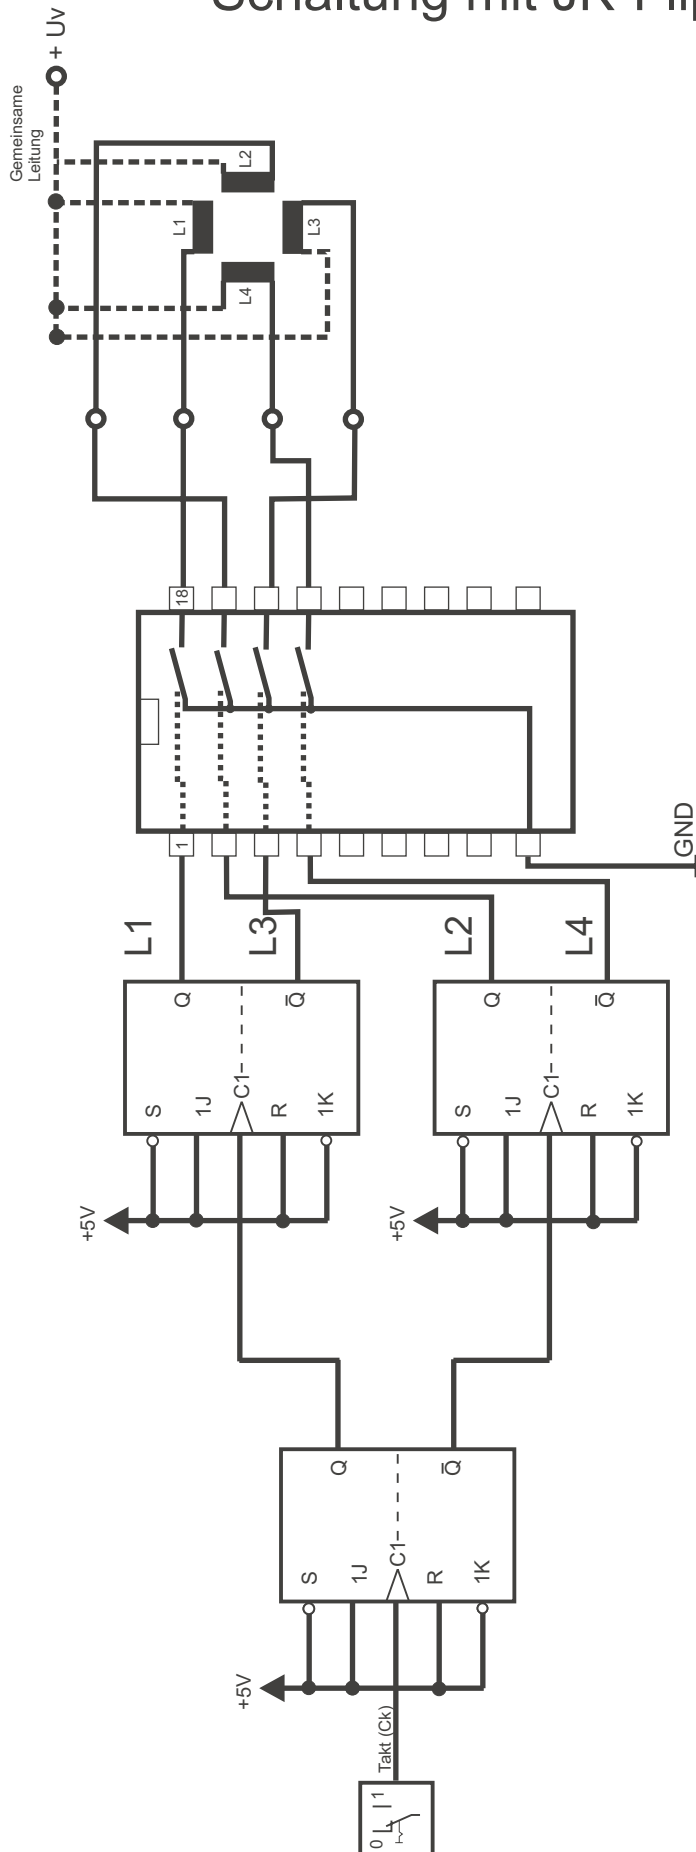 Schaltung mit JK-Flip
+ Uv
Gemeinsame
Leitung
L1
L2
L3
L4
18
1
GND
L1
L3
L2
L4
Q
Q̅
S
1J
C1
R
1K
+5V
Q
Q̅
S
1J
C1
R
1K
+5V
Q
Q̅
S
1J
C1
R
1K
+5V
Takt (Ck)
0
1